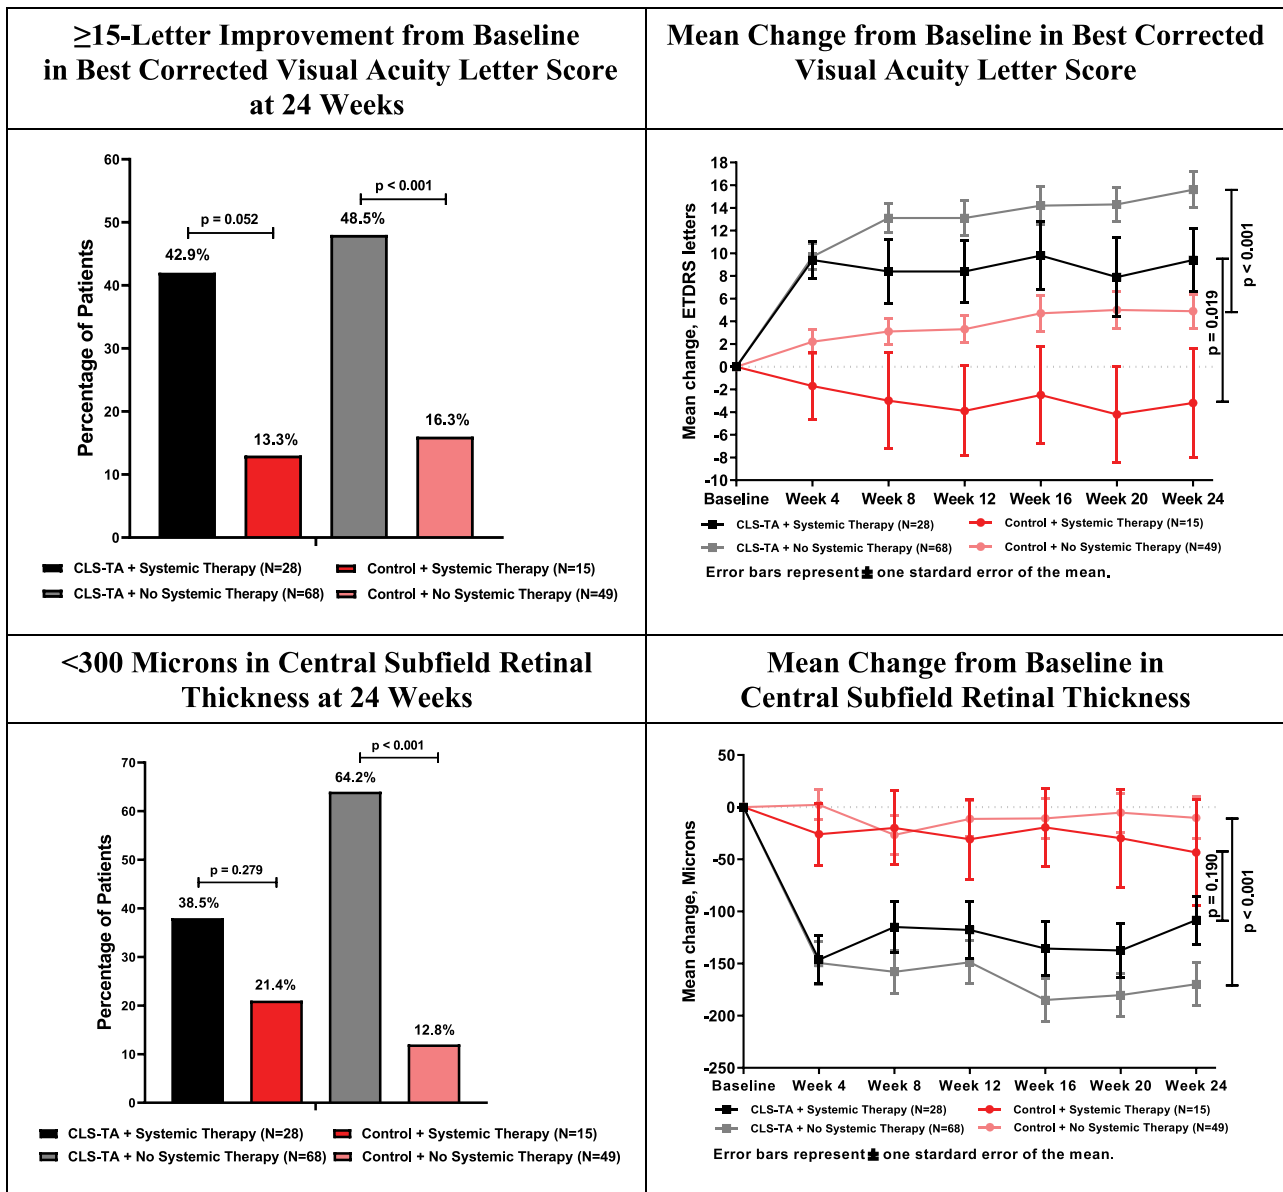 ≥15-Letter Improvement from Baseline
in Best Corrected Visual Acuity Letter Score
at 24 Weeks
Mean Change from Baseline in Best Corrected
Visual Acuity Letter Score
Percentage of Patients
60
50
40
30
20
10
0
p = 0.052
p < 0.001
42.9%
13.3%
48.5%
16.3%
CLS-TA + Systemic Therapy (N=28)
Control + Systemic Therapy (N=15)
CLS-TA + No Systemic Therapy (N=68)
Control + No Systemic Therapy (N=49)
Mean change, ETDRS letters
18
16
14
12
10
8
6
4
2
0
-2
-4
-6
-8
-10
Baseline Week 4 Week 8 Week 12 Week 16 Week 20 Week 24
p = 0.019
p < 0.001
CLS-TA + Systemic Therapy (N=28)
Control + Systemic Therapy (N=15)
CLS-TA + No Systemic Therapy (N=68)
Control + No Systemic Therapy (N=49)
Error bars represent ± one stardard error of the mean.
<300 Microns in Central Subfield Retinal
Thickness at 24 Weeks
Mean Change from Baseline in
Central Subfield Retinal Thickness
Percentage of Patients
70
60
50
40
30
20
10
0
p = 0.279
p < 0.001
38.5%
21.4%
64.2%
12.8%
CLS-TA + Systemic Therapy (N=28)
Control + Systemic Therapy (N=15)
CLS-TA + No Systemic Therapy (N=68)
Control + No Systemic Therapy (N=49)
Mean change, Microns
50
0
-50
-100
-150
-200
-250
Baseline Week 4 Week 8 Week 12 Week 16 Week 20 Week 24
p = 0.190
p < 0.001
CLS-TA + Systemic Therapy (N=28)
Control + Systemic Therapy (N=15)
CLS-TA + No Systemic Therapy (N=68)
Control + No Systemic Therapy (N=49)
Error bars represent ± one stardard error of the mean.